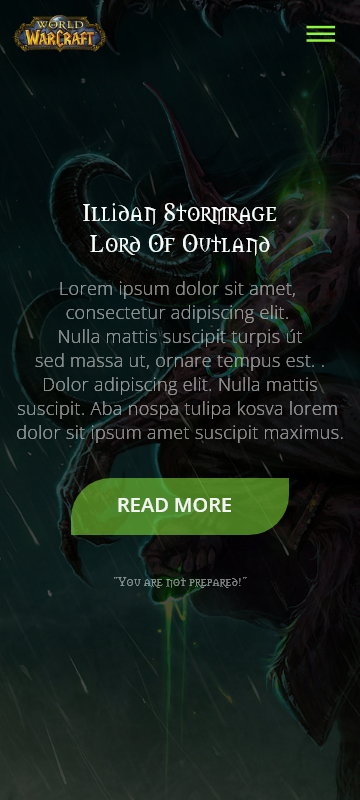 WORLD
OF
WARCRAFT
Illidan Stormrage
Lord Of Outland
Lorem ipsum dolor sit amet,
consectetur adipiscing elit.
Nulla mattis suscipit turpis út
sed massa ut, ornare tempus est. .
Dolor adipiscing elit. Nulla mattis
suscipit. Aba nospa tulipa kosva lorem
dolor sit ipsum amet suscipit maximus.
READ MORE
"You are not prepared!"